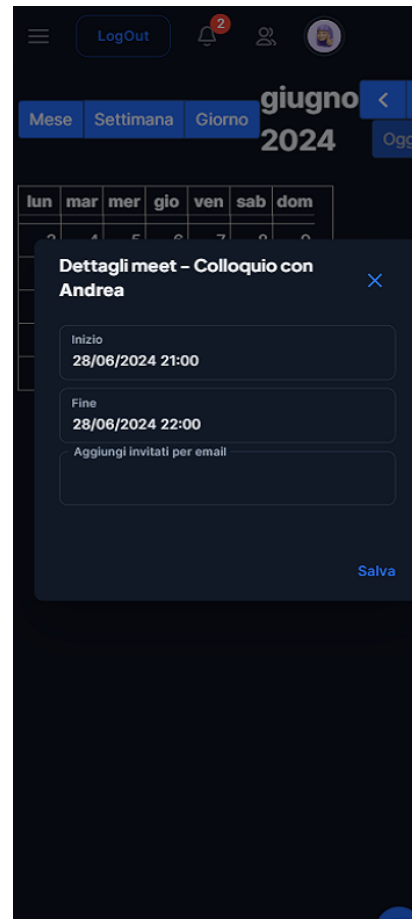 LogOut
2
Mese Settimana Giorno
giugno
2024
lun mar mer gio ven sab dom
Dettagli meet – Colloquio con
Andrea
Inizio
28/06/2024 21:00
Fine
28/06/2024 22:00
Aggiungi invitati per email
Salva